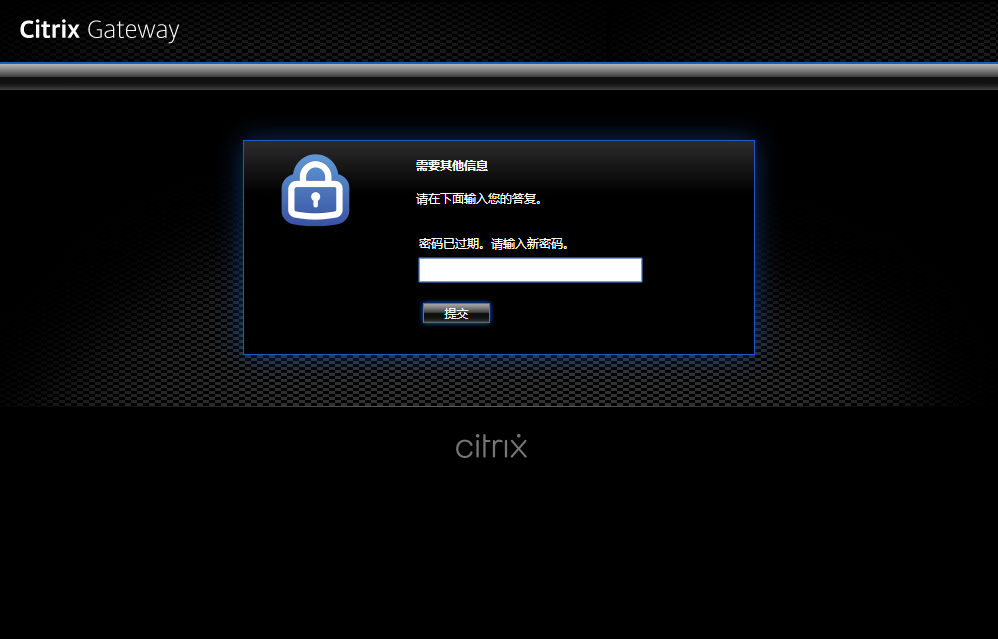 Citrix Gateway
需要其他信息
请在下面输入您的答复。
密码已过期。请输入新密码。
提交
citrix